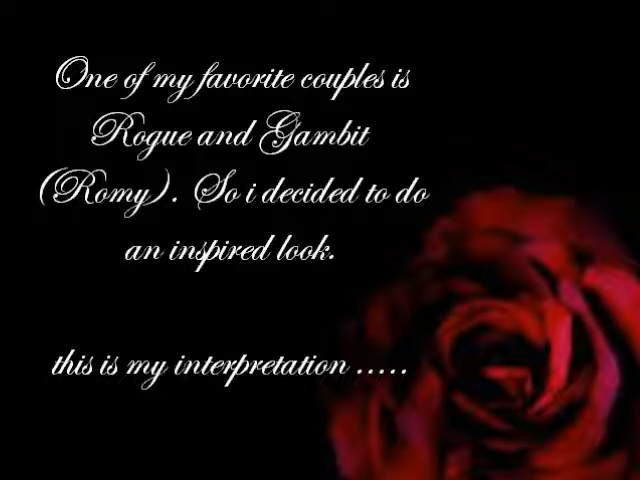 One of my favorite couples is
Rogue and Gambit
(Romy). So i decided to do
an inspired look.
this is my interpretation .....